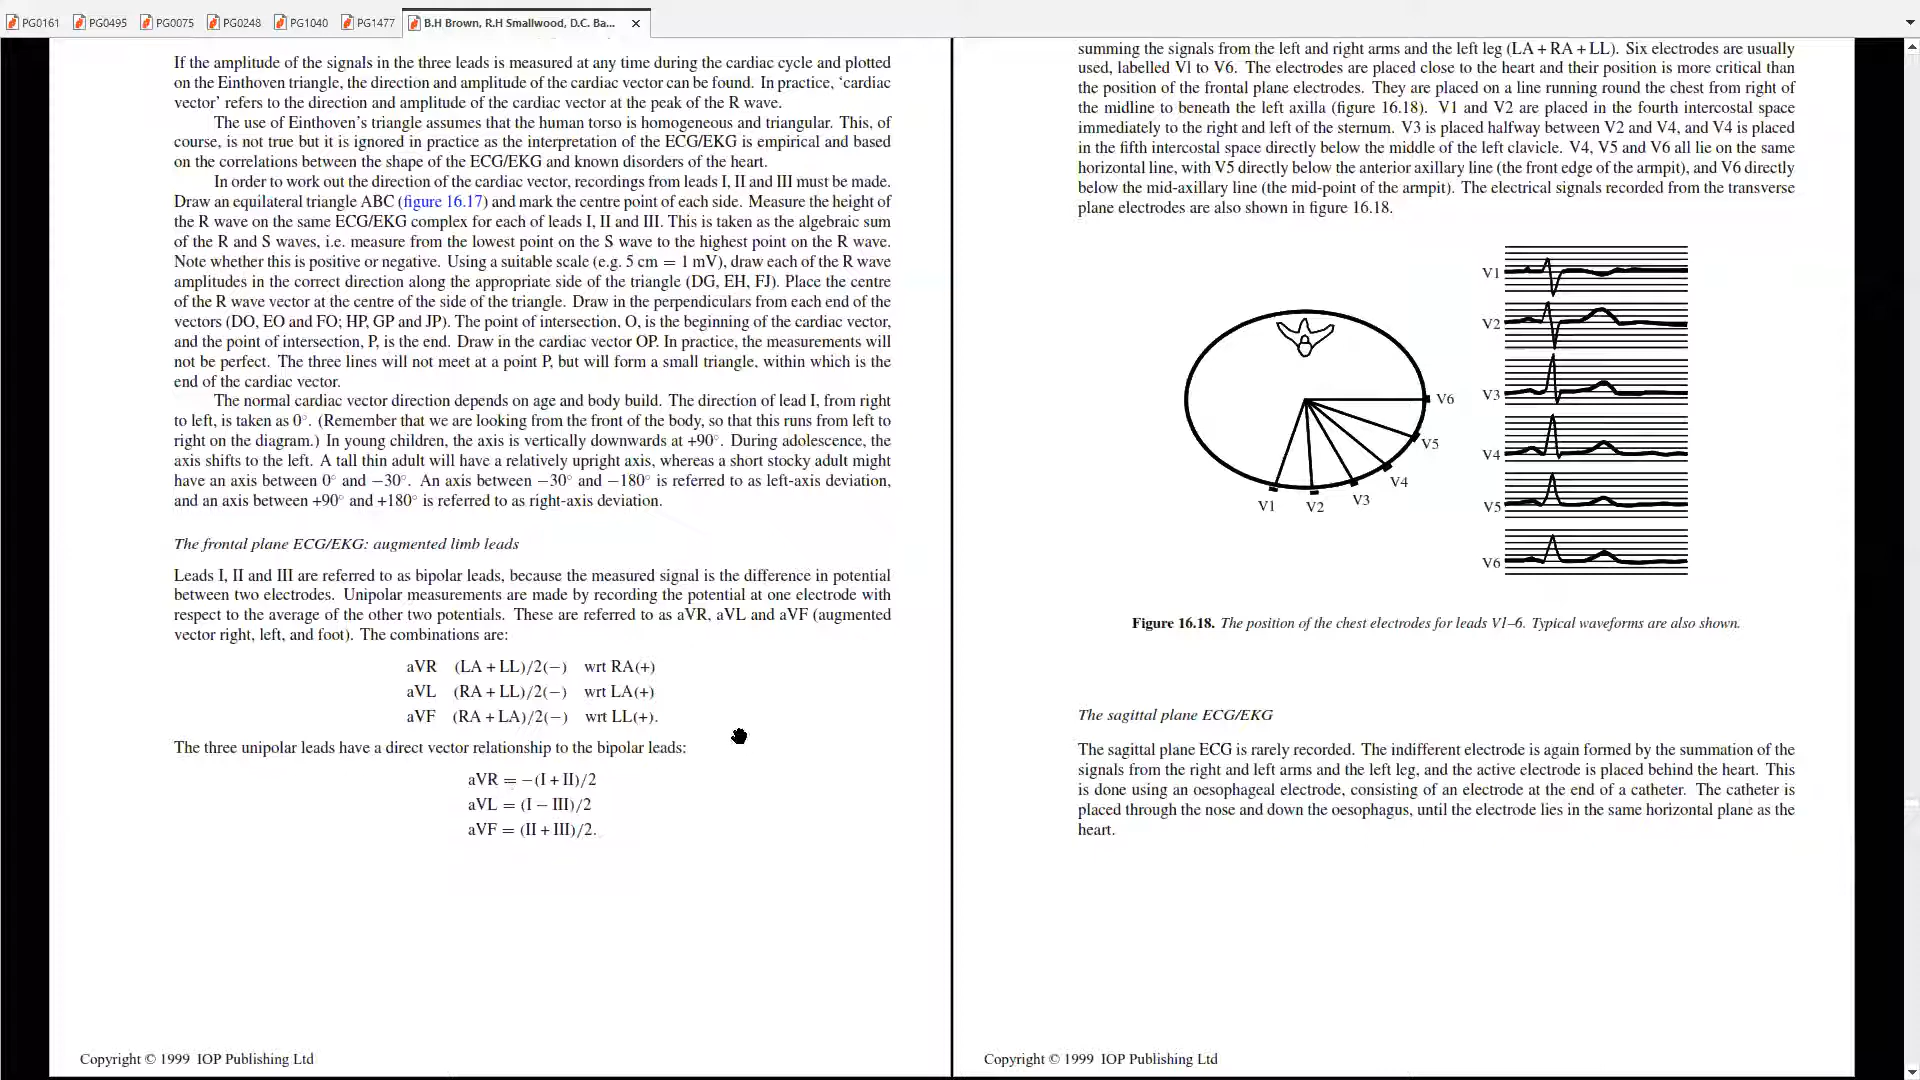 PG0161 PG0495 PG0075 PG0248 PG1040 PG1477 B.H Brown, R.H Smallwood, D.C. Ba...
If the amplitude of the signals in the three leads is measured at any time during the cardiac cycle and plotted
on the Einthoven triangle, the direction and amplitude of the cardiac vector can be found. In practice, ‘cardiac
vector’ refers to the direction and amplitude of the cardiac vector at the peak of the R wave.
The use of Einthoven’s triangle assumes that the human torso is homogeneous and triangular. This, of
course, is not true but it is ignored in practice as the interpretation of the ECG/EKG is empirical and based
on the correlations between the shape of the ECG/EKG and known disorders of the heart.
In order to work out the direction of the cardiac vector, recordings from leads I, II and III must be made.
Draw an equilateral triangle ABC (figure 16.17) and mark the centre point of each side. Measure the height of
the R wave on the same ECG/EKG complex for each of leads I, II and III. This is taken as the algebraic sum
of the R and S waves, i.e. measure from the lowest point on the S wave to the highest point on the R wave.
Note whether this is positive or negative. Using a suitable scale (e.g. 5 cm = 1 mV), draw each of the R wave
amplitudes in the correct direction along the appropriate side of the triangle (DG, EH, FJ). Place the centre
of the R wave vector at the centre of the side of the triangle. Draw in the perpendiculars from each end of the
vectors (DO, EO and FO; HP, GP and JP). The point of intersection, O, is the beginning of the cardiac vector,
and the point of intersection, P, is the end. Draw in the cardiac vector OP. In practice, the measurements will
not be perfect. The three lines will not meet at a point P, but will form a small triangle, within which is the
end of the cardiac vector.
The normal cardiac vector direction depends on age and body build. The direction of lead I, from right
to left, is taken as 0°. (Remember that we are looking from the front of the body, so that this runs from left to
right on the diagram.) In young children, the axis is vertically downwards at +90°. During adolescence, the
axis shifts to the left. A tall thin adult will have a relatively upright axis, whereas a short stocky adult might
have an axis between 0° and −30°. An axis between −30° and −180° is referred to as left-axis deviation,
and an axis between +90° and +180° is referred to as right-axis deviation.
The frontal plane ECG/EKG: augmented limb leads
Leads I, II and III are referred to as bipolar leads, because the measured signal is the difference in potential
between two electrodes. Unipolar measurements are made by recording the potential at one electrode with
respect to the average of the other two potentials. These are referred to as aVR, aVL and aVF (augmented
vector right, left, and foot). The combinations are:
aVR (LA + LL)/2(−) wrt RA(+)
aVL (RA + LL)/2(−) wrt LA(+)
aVF (RA + LA)/2(−) wrt LL(+).
The three unipolar leads have a direct vector relationship to the bipolar leads:
aVR = −(I + II)/2
aVL = (I − III)/2
aVF = (II + III)/2.
Copyright © 1999 IOP Publishing Ltd
summing the signals from the left and right arms and the left leg (LA + RA + LL). Six electrodes are usually
used, labelled Vl to V6. The electrodes are placed close to the heart and their position is more critical than
the position of the frontal plane electrodes. They are placed on a line running round the chest from right of
the midline to beneath the left axilla (figure 16.18). V1 and V2 are placed in the fourth intercostal space
immediately to the right and left of the sternum. V3 is placed halfway between V2 and V4, and V4 is placed
in the fifth intercostal space directly below the middle of the left clavicle. V4, V5 and V6 all lie on the same
horizontal line, with V5 directly below the anterior axillary line (the front edge of the armpit), and V6 directly
below the mid-axillary line (the mid-point of the armpit). The electrical signals recorded from the transverse
plane electrodes are also shown in figure 16.18.
V6
V5
V4
V3
V2
V1
V1
V2
V3
V4
V5
V6
Figure 16.18. The position of the chest electrodes for leads V1–6. Typical waveforms are also shown.
The sagittal plane ECG/EKG
The sagittal plane ECG is rarely recorded. The indifferent electrode is again formed by the summation of the
signals from the right and left arms and the left leg, and the active electrode is placed behind the heart. This
is done using an oesophageal electrode, consisting of an electrode at the end of a catheter. The catheter is
placed through the nose and down the oesophagus, until the electrode lies in the same horizontal plane as the
heart.
Copyright © 1999 IOP Publishing Ltd